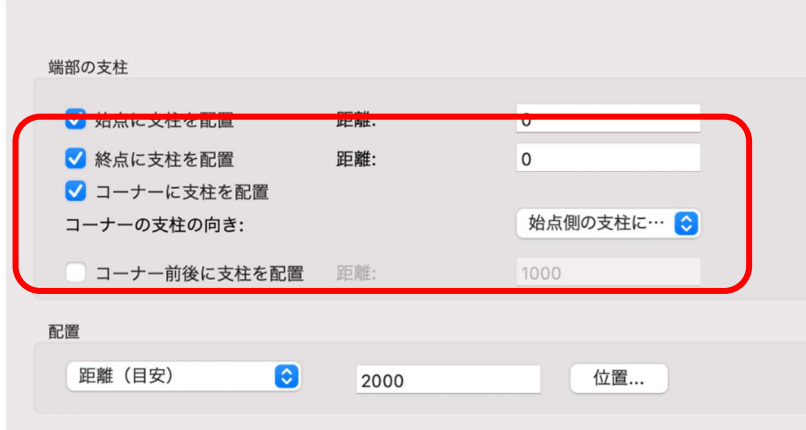 端部の支柱
始点に支柱を配置 距離: 0
終点に支柱を配置 距離: 0
コーナーに支柱を配置
コーナーの支柱の向き: 始点側の支柱に…
コーナー前後に支柱を配置 距離: 1000
配置
距離（目安） 2000 位置...